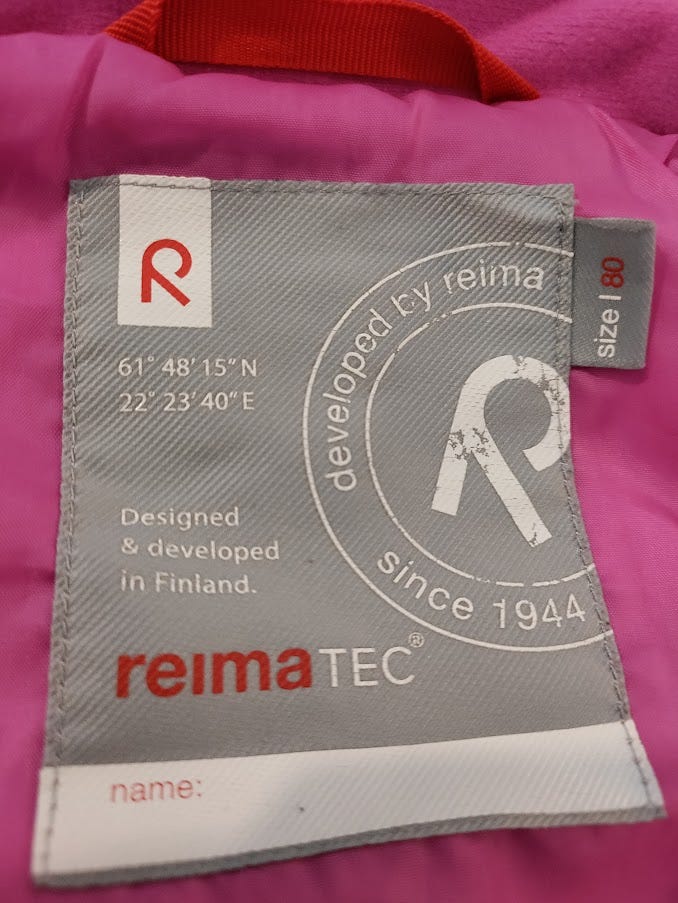 61° 48' 15" N
22° 23' 40" E
developed by reima
since 1944
size | 80
Designed
& developed
in Finland.
reimaTEC®
name: